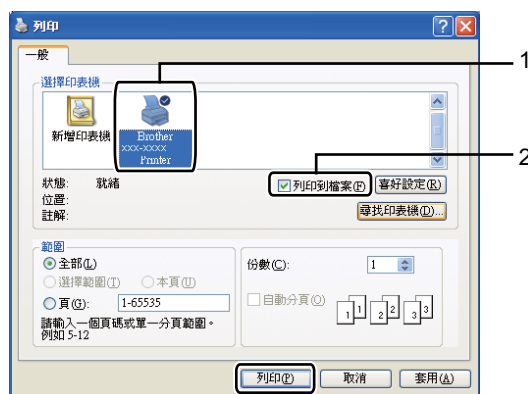 列印
一般
1
選擇印表機
新增印表機
Brother
xxx-xxxx
Printer
2
狀態: 就緒
位置:
註解:
列印到檔案(F)
喜好設定(R)
尋找印表機(D)...
範圍
全部(L)
選擇範圍(T) 本頁(U)
頁(G): 1-65535
請輸入一個頁碼或單一分頁範圍。
例如 5-12
份數(C): 1
自動分頁(O)
1 1 2 2 3 3
列印(P) 取消 套用(A)